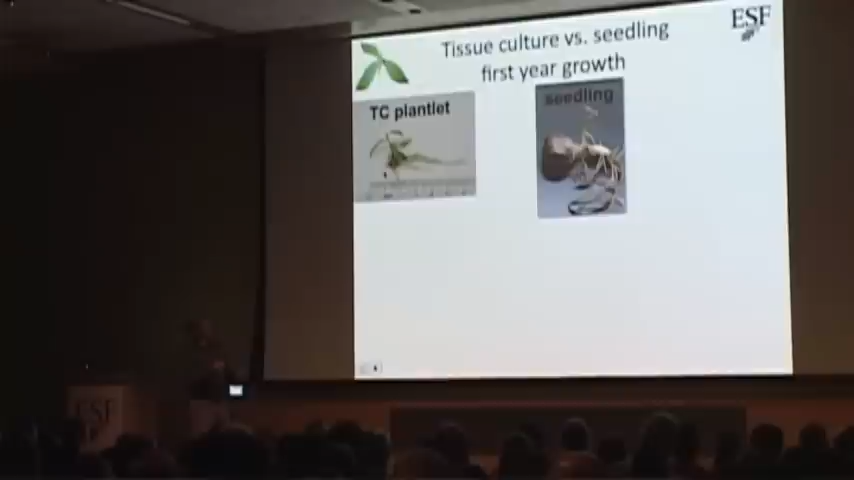 Tissue culture vs. seedling
first year growth
ESF
TC plantlet
seedling
ESF